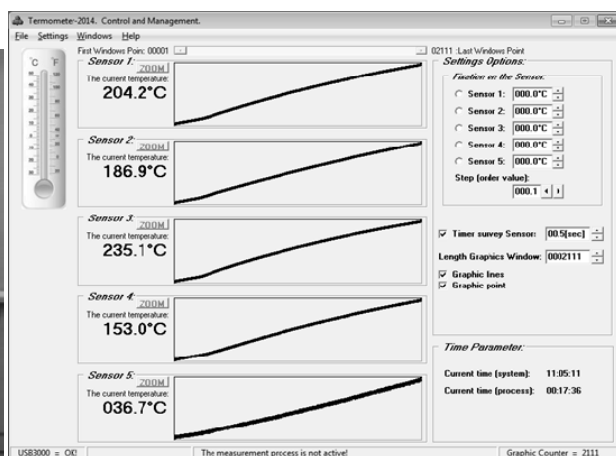 Termometr-2014. Control and Management.
File Settings Windows Help
First Windows Poin: 00001
02111 :Last Windows Point
°C °F
Sensor 1:
ZOOM
The current temperature:
204.2°C
Sensor 2:
ZOOM
The current temperature:
186.9°C
Sensor 3:
ZOOM
The current temperature:
235.1°C
Sensor 4:
ZOOM
The current temperature:
153.0°C
Sensor 5:
ZOOM
The current temperature:
036.7°C
Settings Options:
Fixation on the Sensor:
Sensor 1: 000.0°C
Sensor 2: 000.0°C
Sensor 3: 000.0°C
Sensor 4: 000.0°C
Sensor 5: 000.0°C
Step (order value):
000.1
Timer survey Sensor: 00.5[sec]
Length Graphics Window: 0002111
Graphic lines
Graphic point
Time Parameter:
Current time (system): 11:05:11
Current time (process): 00:17:36
USB3000 = OK!
The measurement process is not active!
Graphic Counter = 2111